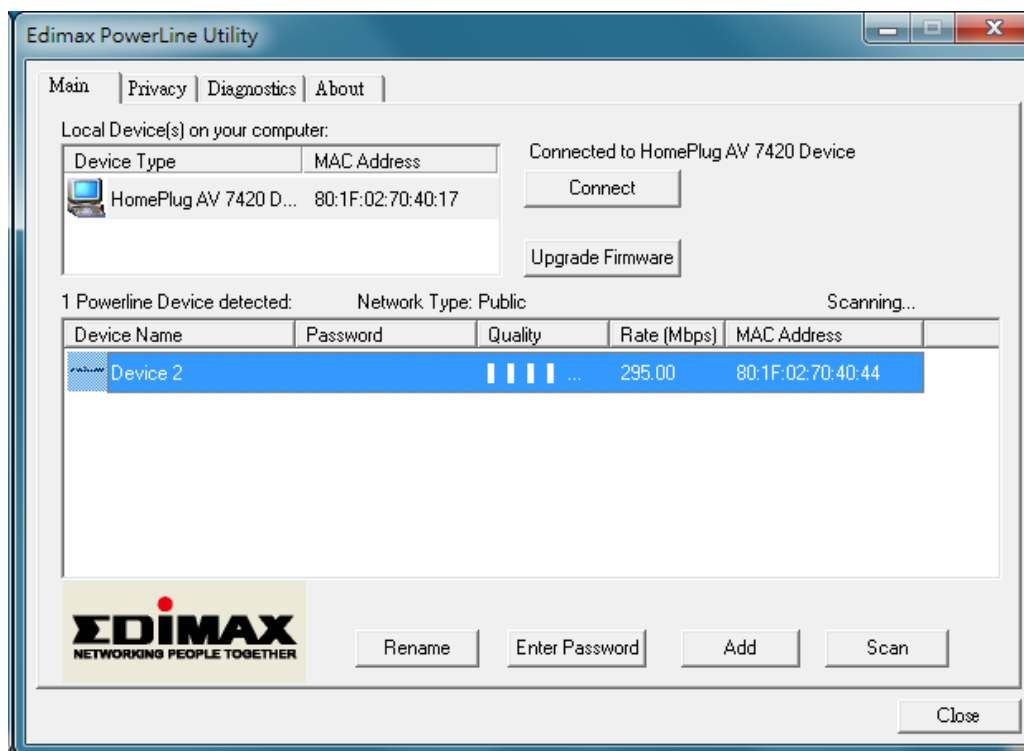 Edimax PowerLine Utility
Main Privacy Diagnostics About
Local Device(s) on your computer:
Device Type MAC Address
HomePlug AV 7420 D... 80:1F:02:70:40:17
Connected to HomePlug AV 7420 Device
Connect
Upgrade Firmware
1 Powerline Device detected: Network Type: Public Scanning...
Device Name Password Quality Rate (Mbps) MAC Address
Device 2 ... 295.00 80:1F:02:70:40:44
EDIMAX
NETWORKING PEOPLE TOGETHER
Rename Enter Password Add Scan
Close